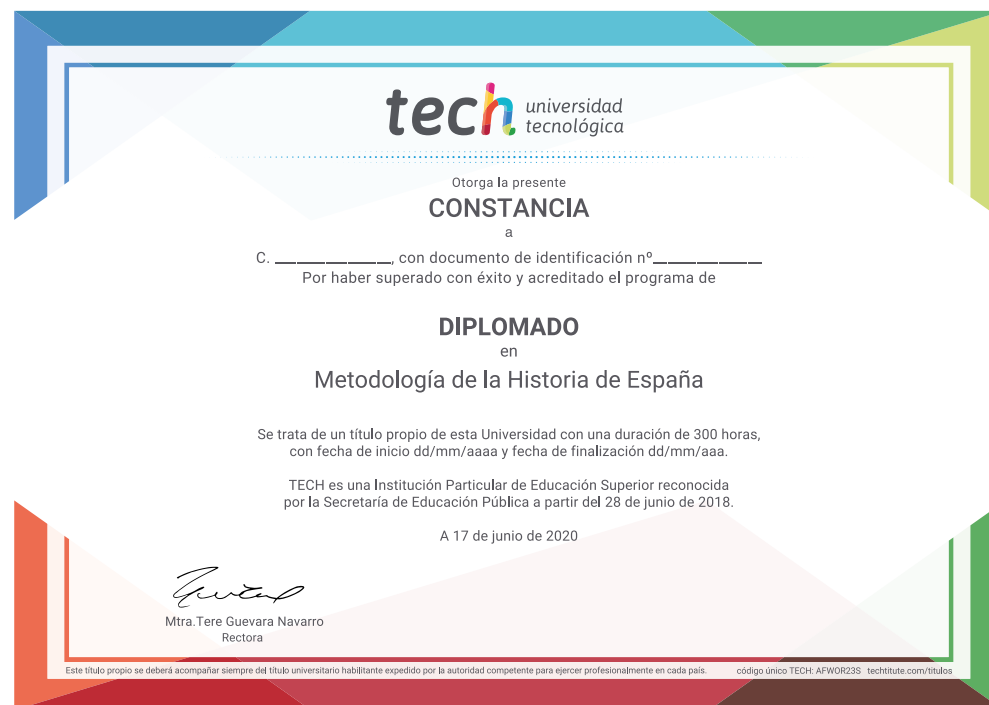 tech universidad
tecnológica
Otorga la presente
CONSTANCIA
a
C. ________________, con documento de identificación nº_______________
Por haber superado con éxito y acreditado el programa de
DIPLOMADO
en
Metodología de la Historia de España
Se trata de un título propio de esta Universidad con una duración de 300 horas,
con fecha de inicio dd/mm/aaaa y fecha de finalización dd/mm/aaa.
TECH es una Institución Particular de Educación Superior reconocida
por la Secretaría de Educación Pública a partir del 28 de junio de 2018.
A 17 de junio de 2020
Mtra.Tere Guevara Navarro
Rectora
Este título propio se deberá acompañar siempre del título universitario habilitante expedido por la autoridad competente para ejercer profesionalmente en cada país. código único TECH: AFWOR23S techtitute.com/titulos